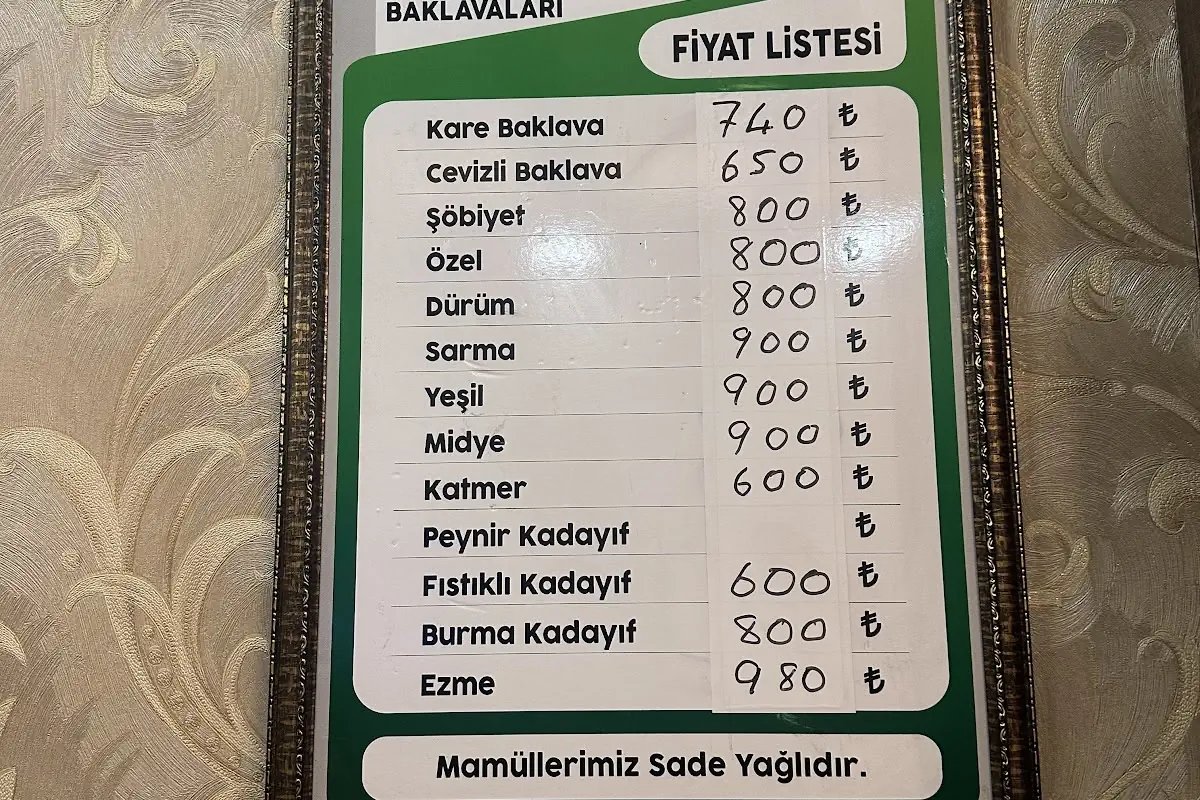 BAKLAVALARI
FİYAT LİSTESİ
Kare Baklava 740 ₺
Cevizli Baklava 650 ₺
Şöbiyet 800 ₺
Özel 800 ₺
Dürüm 800 ₺
Sarma 900 ₺
Yeşil 900 ₺
Midye 900 ₺
Katmer 600 ₺
Peynir Kadayıf ₺
Fıstıklı Kadayıf 600 ₺
Burma Kadayıf 800 ₺
Ezme 980 ₺
Mamüllerimiz Sade Yağlıdır.